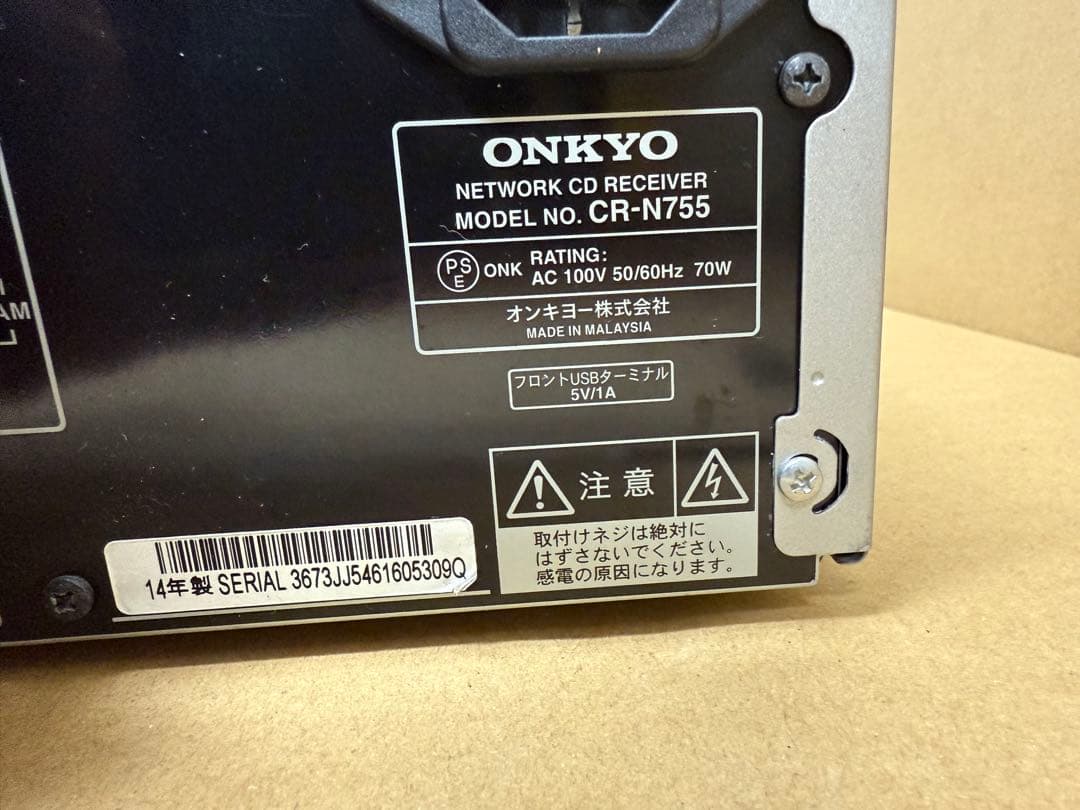 ONKYO
NETWORK CD RECEIVER
MODEL NO. CR-N755
PS
E
ONK
RATING:
AC 100V 50/60Hz 70W
オンキヨー株式会社
MADE IN MALAYSIA
フロントUSBターミナル
5V/1A
注意
取付けネジは絶対に
はずさないでください。
感電の原因になります。
14年製 SERIAL 3673JJ5461605309Q
AM